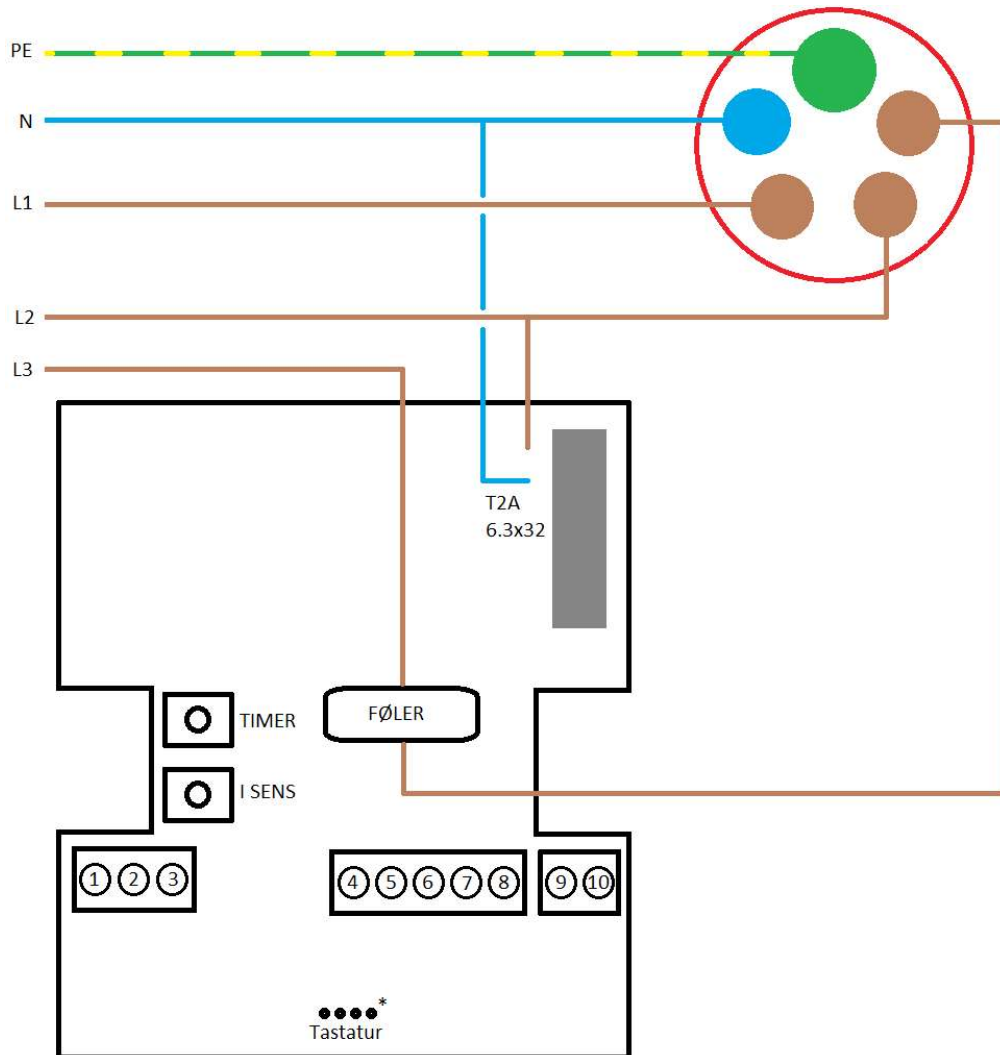 PE
N
L1
L2
L3
T2A
6.3x32
FØLER
TIMER
I SENS
1 2 3
4 5 6 7 8
9 10
*
Tastatur